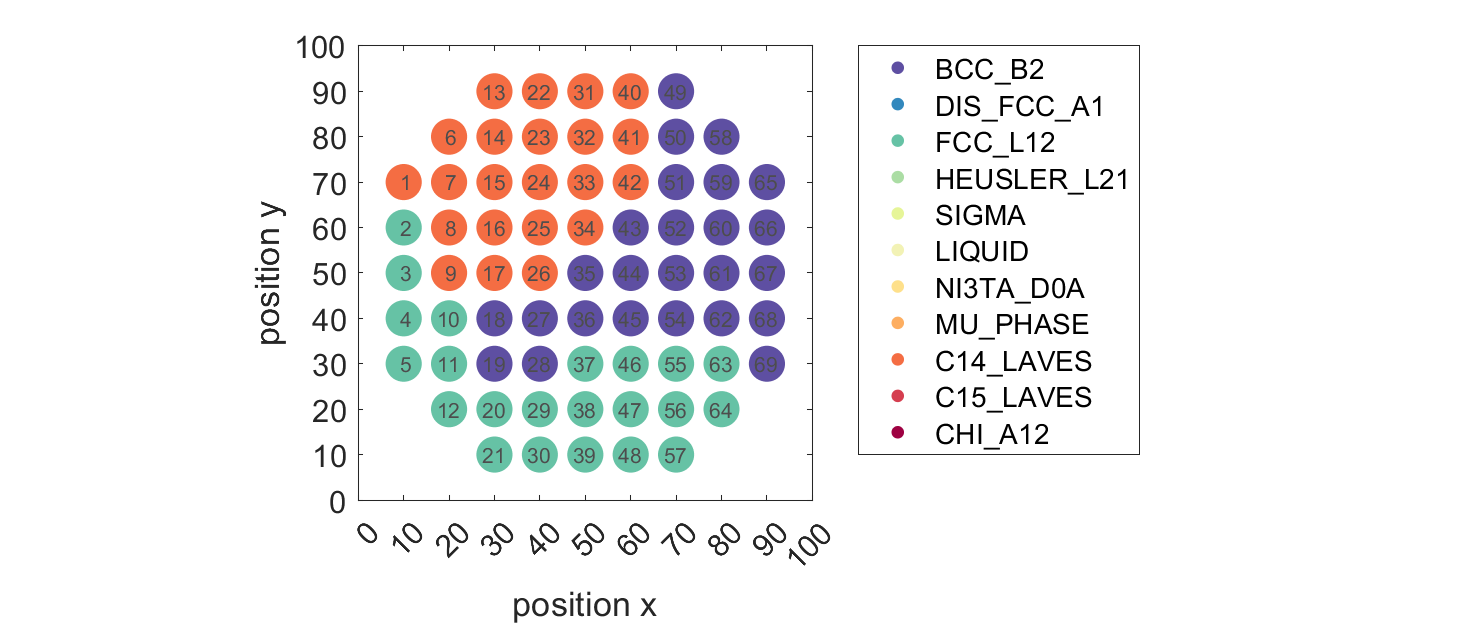 100
90
13 22 31 40 49
80
6 14 23 32 41 50 58
70
1 7 15 24 33 42 51 59 65
60
2 8 16 25 34 43 52 60 66
50
3 9 17 26 35 44 53 61 67
40
4 10 18 27 36 45 54 62 68
30
5 11 19 28 37 46 55 63 69
20
12 20 29 38 47 56 64
10
21 30 39 48 57
0
position y
0 10 20 30 40 50 60 70 80 90 100
position x
BCC_B2
DIS_FCC_A1
FCC_L12
HEUSLER_L21
SIGMA
LIQUID
NI3TA_D0A
MU_PHASE
C14_LAVES
C15_LAVES
CHI_A12